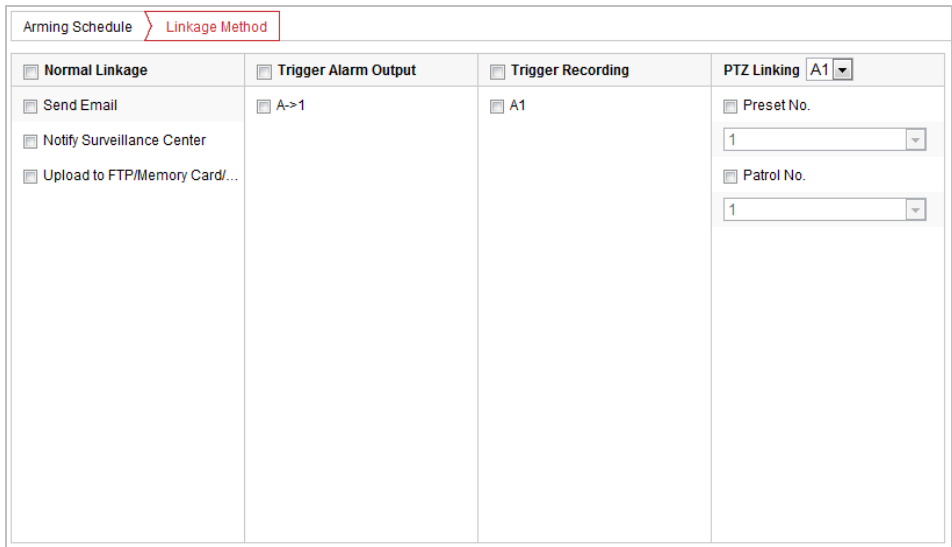 Arming Schedule Linkage Method
Normal Linkage Trigger Alarm Output Trigger Recording PTZ Linking A1
Send Email A->1 A1 Preset No.
Notify Surveillance Center 1
Upload to FTP/Memory Card/... Patrol No.
1